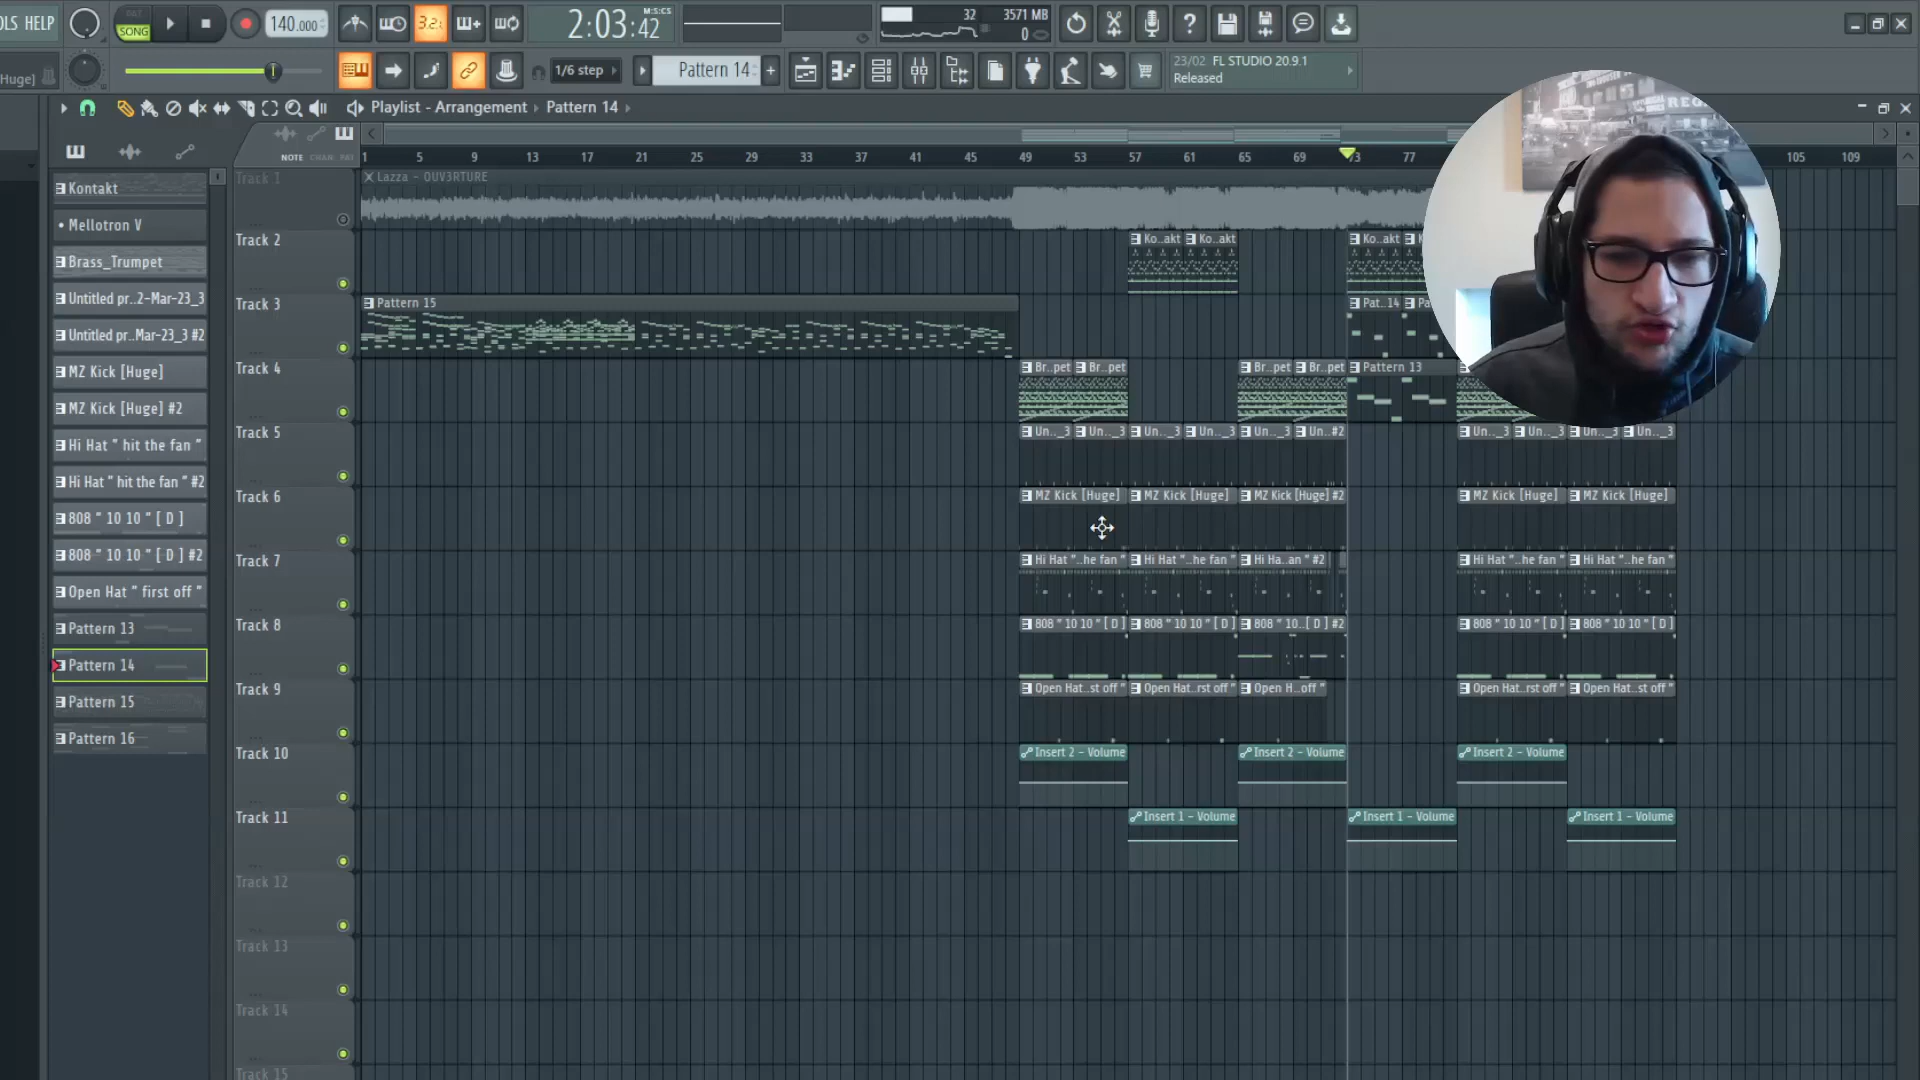 OLS HELP
PAT
SONG
140.000
3.2.
2:03:42
M:S:CS
32
3571 MB
0
Huge]
1/6 step
Pattern 14
+
23/02 FL STUDIO 20.9.1
Released
Playlist - Arrangement › Pattern 14 ›
NOTE CHAN PAT
1 5 9 13 17 21 25 29 33 37 41 45 49 53 57 61 65 69 73 77 105 109
Kontakt
Mellotron V
Brass_Trumpet
Untitled pr..2-Mar-23_3
Untitled pr..Mar-23_3 #2
MZ Kick [Huge]
MZ Kick [Huge] #2
Hi Hat " hit the fan "
Hi Hat " hit the fan " #2
808 " 10 10 " [ D ]
808 " 10 10 " [ D ] #2
Open Hat " first off "
Pattern 13
Pattern 14
Pattern 15
Pattern 16
Track 1
Lazza - OUV3RTURE
Track 2
Ko..akt Ko..akt Ko..akt
Track 3
Pattern 15
Pat..14 Pa
Track 4
Br..pet Br..pet Br..pet Br..pet Pattern 13
Track 5
Un.._3 Un.._3 Un.._3 Un.._3 Un.._3 Un..#2 Un.._3 Un.._3 Un.._3 Un.._3
Track 6
MZ Kick [Huge] MZ Kick [Huge] MZ Kick [Huge] #2 MZ Kick [Huge] MZ Kick [Huge]
Track 7
Hi Hat "..he fan " Hi Hat "..he fan " Hi Ha..an " #2 Hi Hat "..he fan " Hi Hat "..he fan "
Track 8
808 " 10 10 " [ D ] 808 " 10 10 " [ D ] 808 " 10..[ D ] #2 808 " 10 10 " [ D ] 808 " 10 10 " [ D ]
Track 9
Open Hat..st off " Open Hat..rst off " Open H..off " Open Hat..rst off " Open Hat..st off "
Track 10
Insert 2 - Volume Insert 2 - Volume Insert 2 - Volume
Track 11
Insert 1 - Volume Insert 1 - Volume Insert 1 - Volume
Track 12
Track 13
Track 14
Track 15